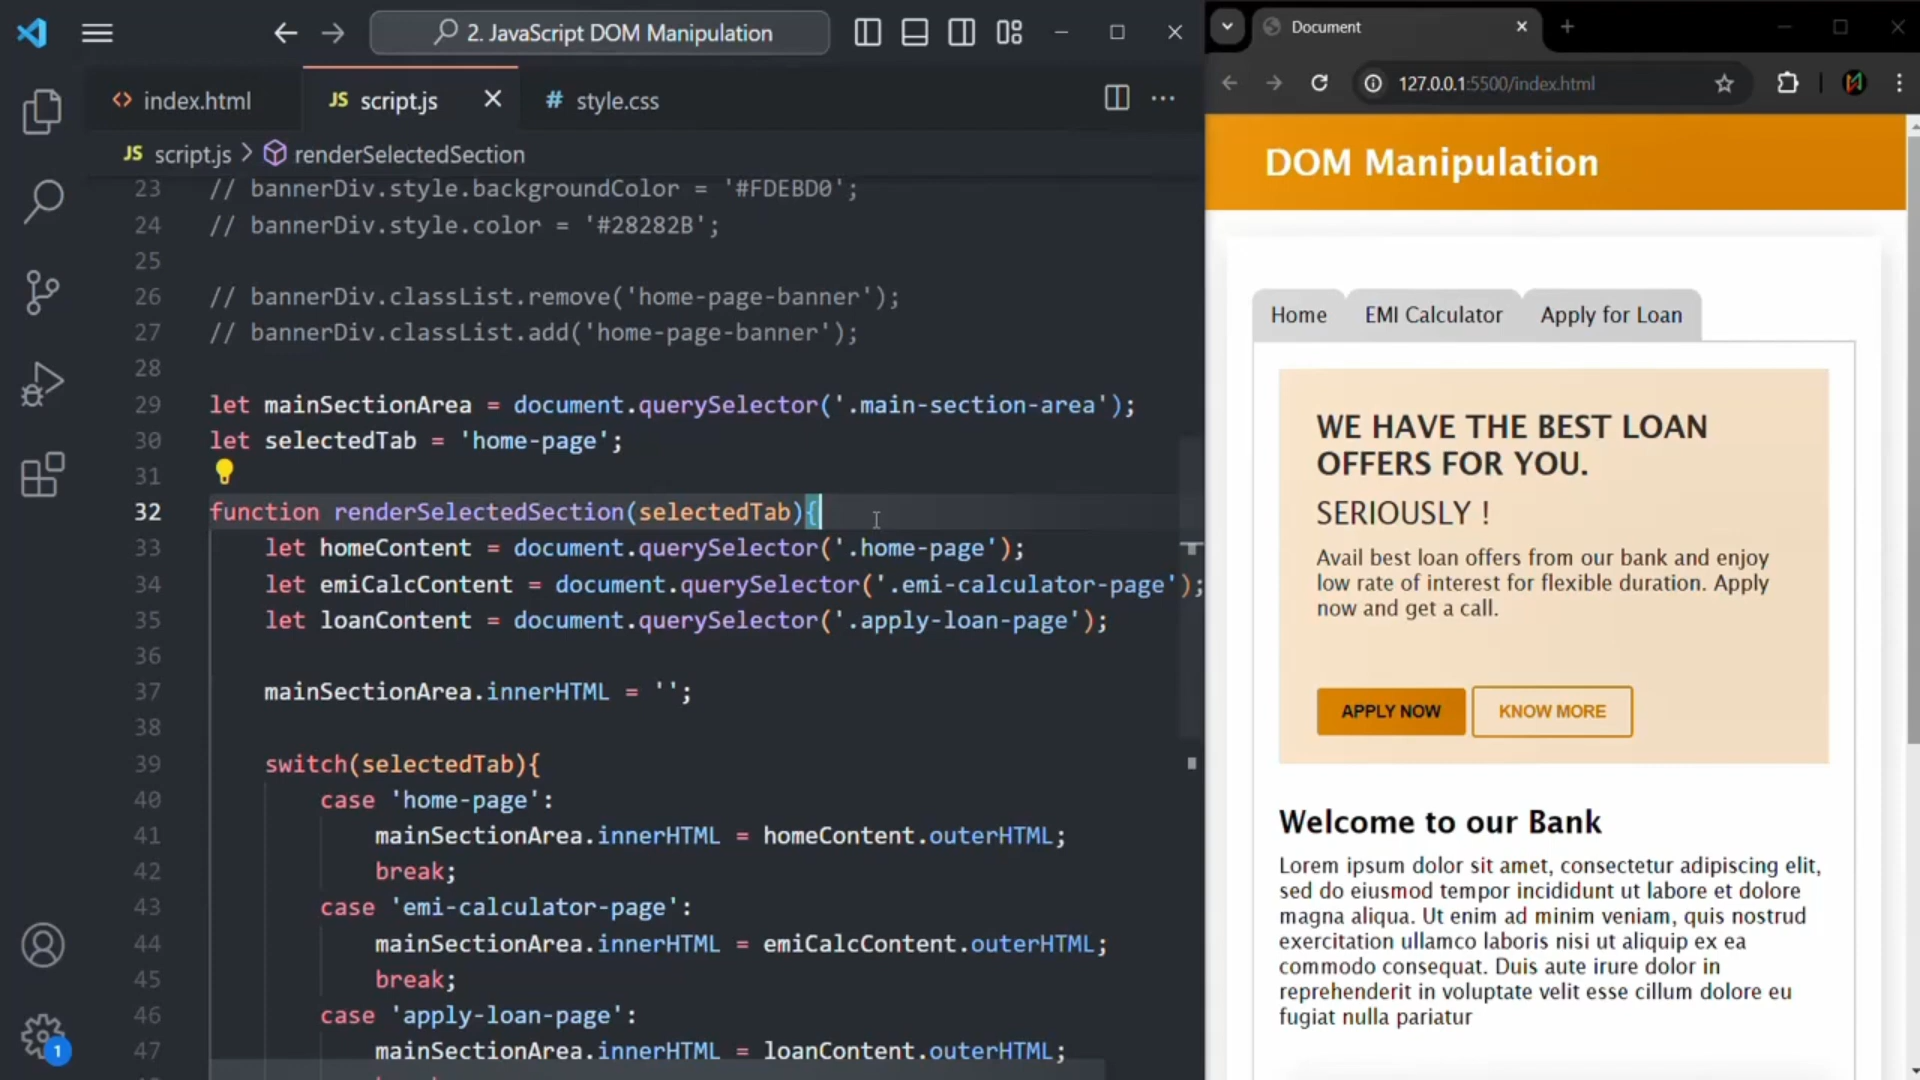 2. JavaScript DOM Manipulation
index.html
JS script.js
# style.css
JS script.js > renderSelectedSection
23 // bannerDiv.style.backgroundColor = '#FDEBD0';
24 // bannerDiv.style.color = '#28282B';
25
26 // bannerDiv.classList.remove('home-page-banner');
27 // bannerDiv.classList.add('home-page-banner');
28
29 let mainSectionArea = document.querySelector('.main-section-area');
30 let selectedTab = 'home-page';
31
32 function renderSelectedSection(selectedTab){
33 let homeContent = document.querySelector('.home-page');
34 let emiCalcContent = document.querySelector('.emi-calculator-page');
35 let loanContent = document.querySelector('.apply-loan-page');
36
37 mainSectionArea.innerHTML = '';
38
39 switch(selectedTab){
40 case 'home-page':
41 mainSectionArea.innerHTML = homeContent.outerHTML;
42 break;
43 case 'emi-calculator-page':
44 mainSectionArea.innerHTML = emiCalcContent.outerHTML;
45 break;
46 case 'apply-loan-page':
47 mainSectionArea.innerHTML = loanContent.outerHTML;
1
Document
127.0.0.1:5500/index.html
DOM Manipulation
Home
EMI Calculator
Apply for Loan
WE HAVE THE BEST LOAN
OFFERS FOR YOU.
SERIOUSLY !
Avail best loan offers from our bank and enjoy
low rate of interest for flexible duration. Apply
now and get a call.
APPLY NOW
KNOW MORE
Welcome to our Bank
Lorem ipsum dolor sit amet, consectetur adipiscing elit,
sed do eiusmod tempor incididunt ut labore et dolore
magna aliqua. Ut enim ad minim veniam, quis nostrud
exercitation ullamco laboris nisi ut aliquip ex ea
commodo consequat. Duis aute irure dolor in
reprehenderit in voluptate velit esse cillum dolore eu
fugiat nulla pariatur